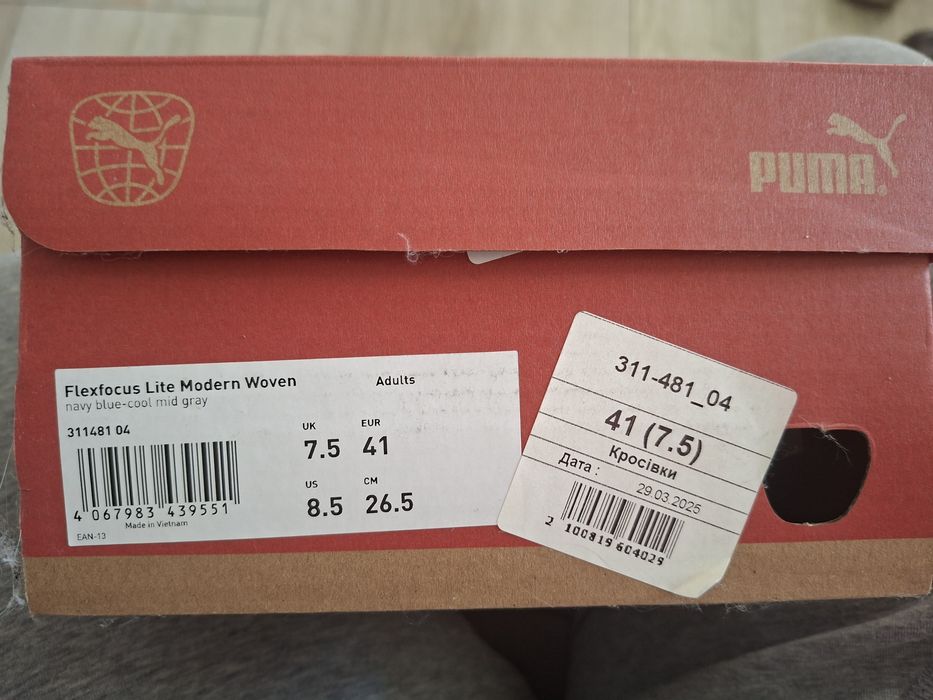 PUMA®
Flexfocus Lite Modern Woven
Adults
navy blue-cool mid gray
311481 04
UK
EUR
7.5
41
US
CM
8.5
26.5
4 067983 439551
Made in Vietnam
EAN-13
311-481_04
41 (7.5)
Кросівки
Дата :
29.03.2025
2 100819 604029